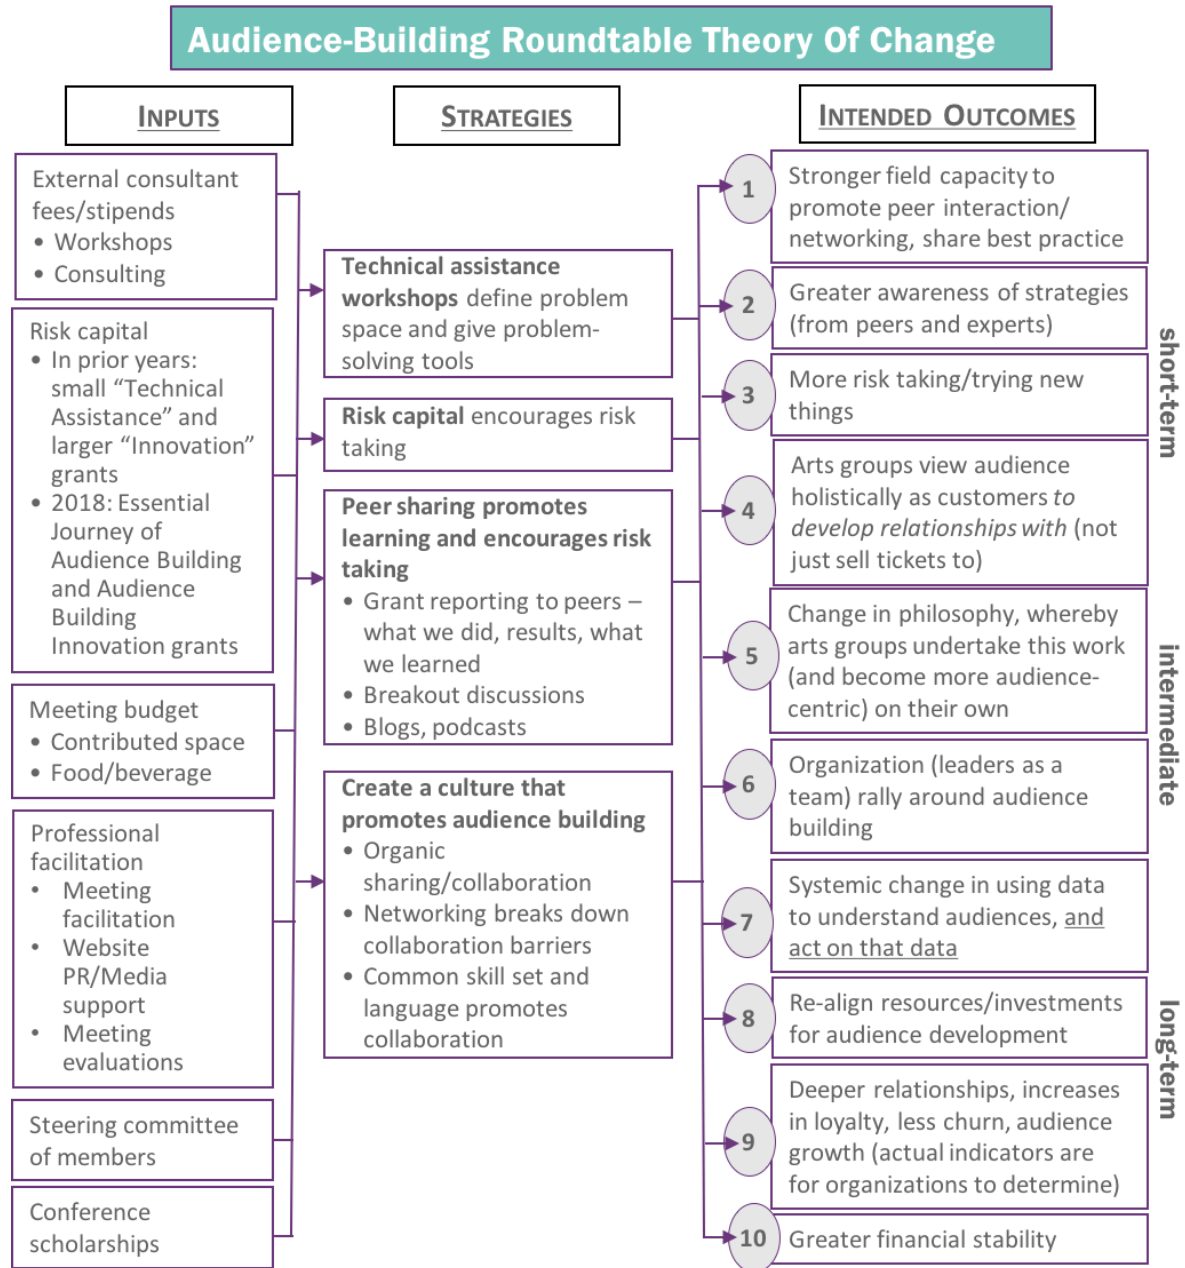 Audience-Building Roundtable Theory Of Change
INPUTS
External consultant
fees/stipends
• Workshops
• Consulting
Risk capital
• In prior years:
small “Technical
Assistance” and
larger “Innovation”
grants
• 2018: Essential
Journey of
Audience Building
and Audience
Building
Innovation grants
Meeting budget
• Contributed space
• Food/beverage
Professional
facilitation
• Meeting
facilitation
• Website
PR/Media
support
• Meeting
evaluations
Steering committee
of members
Conference
scholarships
STRATEGIES
Technical assistance
workshops define problem
space and give problem-
solving tools
Risk capital encourages risk
taking
Peer sharing promotes
learning and encourages risk
taking
• Grant reporting to peers –
what we did, results, what
we learned
• Breakout discussions
• Blogs, podcasts
Create a culture that
promotes audience building
• Organic
sharing/collaboration
• Networking breaks down
collaboration barriers
• Common skill set and
language promotes
collaboration
INTENDED OUTCOMES
1
Stronger field capacity to
promote peer interaction/
networking, share best practice
2
Greater awareness of strategies
(from peers and experts)
3
More risk taking/trying new
things
4
Arts groups view audience
holistically as customers to
develop relationships with (not
just sell tickets to)
5
Change in philosophy, whereby
arts groups undertake this work
(and become more audience-
centric) on their own
6
Organization (leaders as a
team) rally around audience
building
7
Systemic change in using data
to understand audiences, and
act on that data
8
Re-align resources/investments
for audience development
9
Deeper relationships, increases
in loyalty, less churn, audience
growth (actual indicators are
for organizations to determine)
10
Greater financial stability
short-term
intermediate
long-term